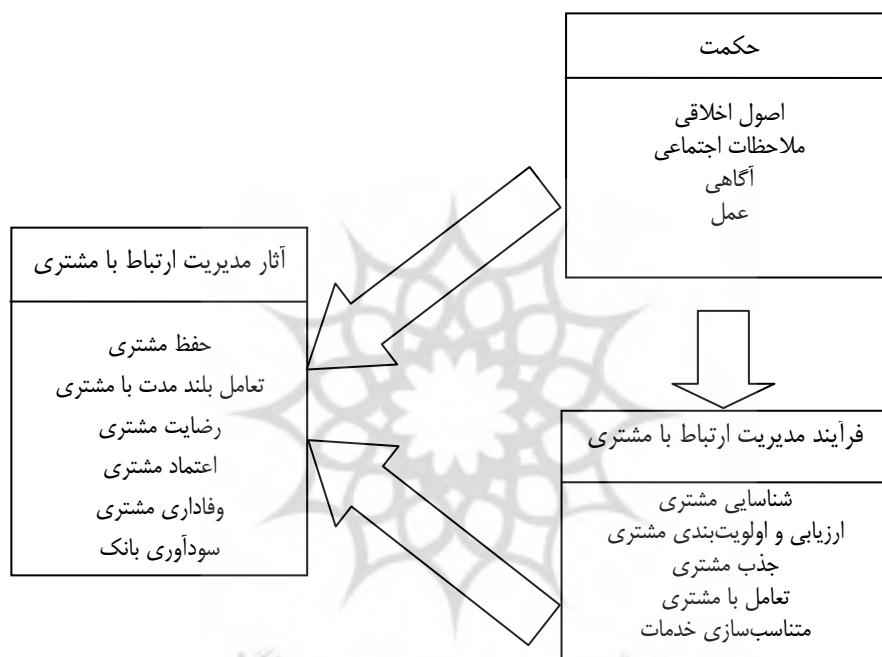 حکمت
اصول اخلاقی
ملاحظات اجتماعی
آگاهی
عمل
آثار مدیریت ارتباط با مشتری
حفظ مشتری
تعامل بلند مدت با مشتری
رضایت مشتری
اعتماد مشتری
وفاداری مشتری
سودآوری بانک
فرآیند مدیریت ارتباط با مشتری
شناسایی مشتری
ارزیابی و اولویت‌بندی مشتری
جذب مشتری
تعامل با مشتری
متناسب‌سازی خدمات